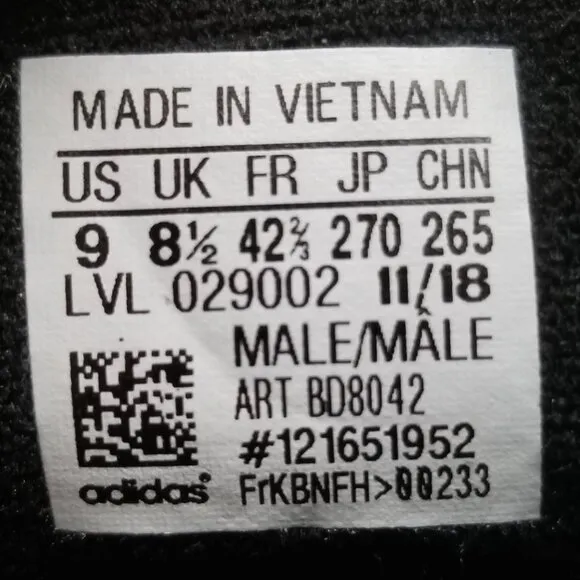 MADE IN VIETNAM
US UK FR JP CHN
9 8½ 42⅔ 270 265
LVL 029002 11/18
MALE/MÂLE
ART BD8042
#121651952
adidas® FrKBNFH>00233